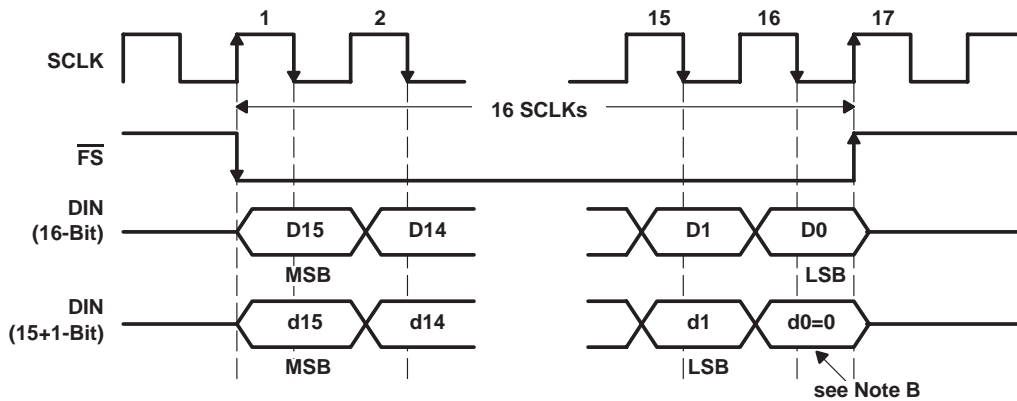 1 2 15 16 17
SCLK
16 SCLKs
FS
DIN
(16-Bit)
D15 D14 D1 D0
MSB LSB
DIN
(15+1-Bit)
d15 d14 d1 d0=0
MSB LSB
see Note B